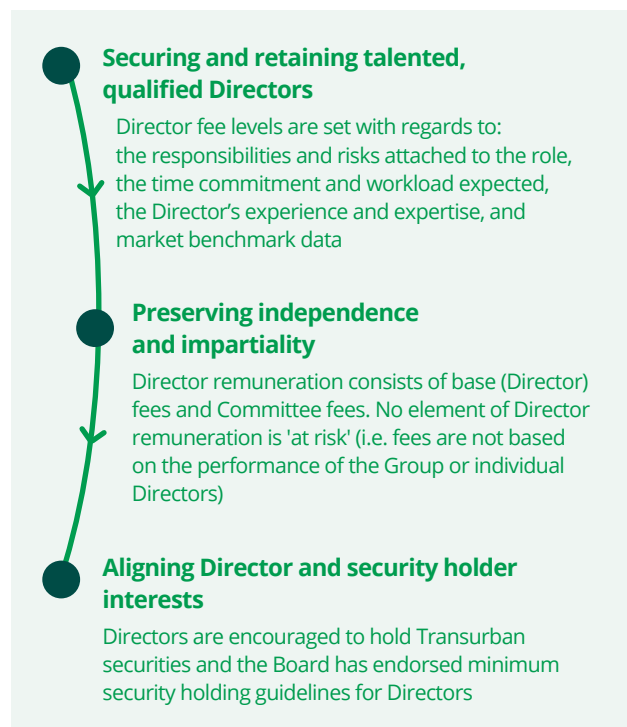 Securing and retaining talented,
qualified Directors
Director fee levels are set with regards to:
the responsibilities and risks attached to the role,
the time commitment and workload expected,
the Director’s experience and expertise, and
market benchmark data
Preserving independence
and impartiality
Director remuneration consists of base (Director)
fees and Committee fees. No element of Director
remuneration is 'at risk' (i.e. fees are not based
on the performance of the Group or individual
Directors)
Aligning Director and security holder
interests
Directors are encouraged to hold Transurban
securities and the Board has endorsed minimum
security holding guidelines for Directors